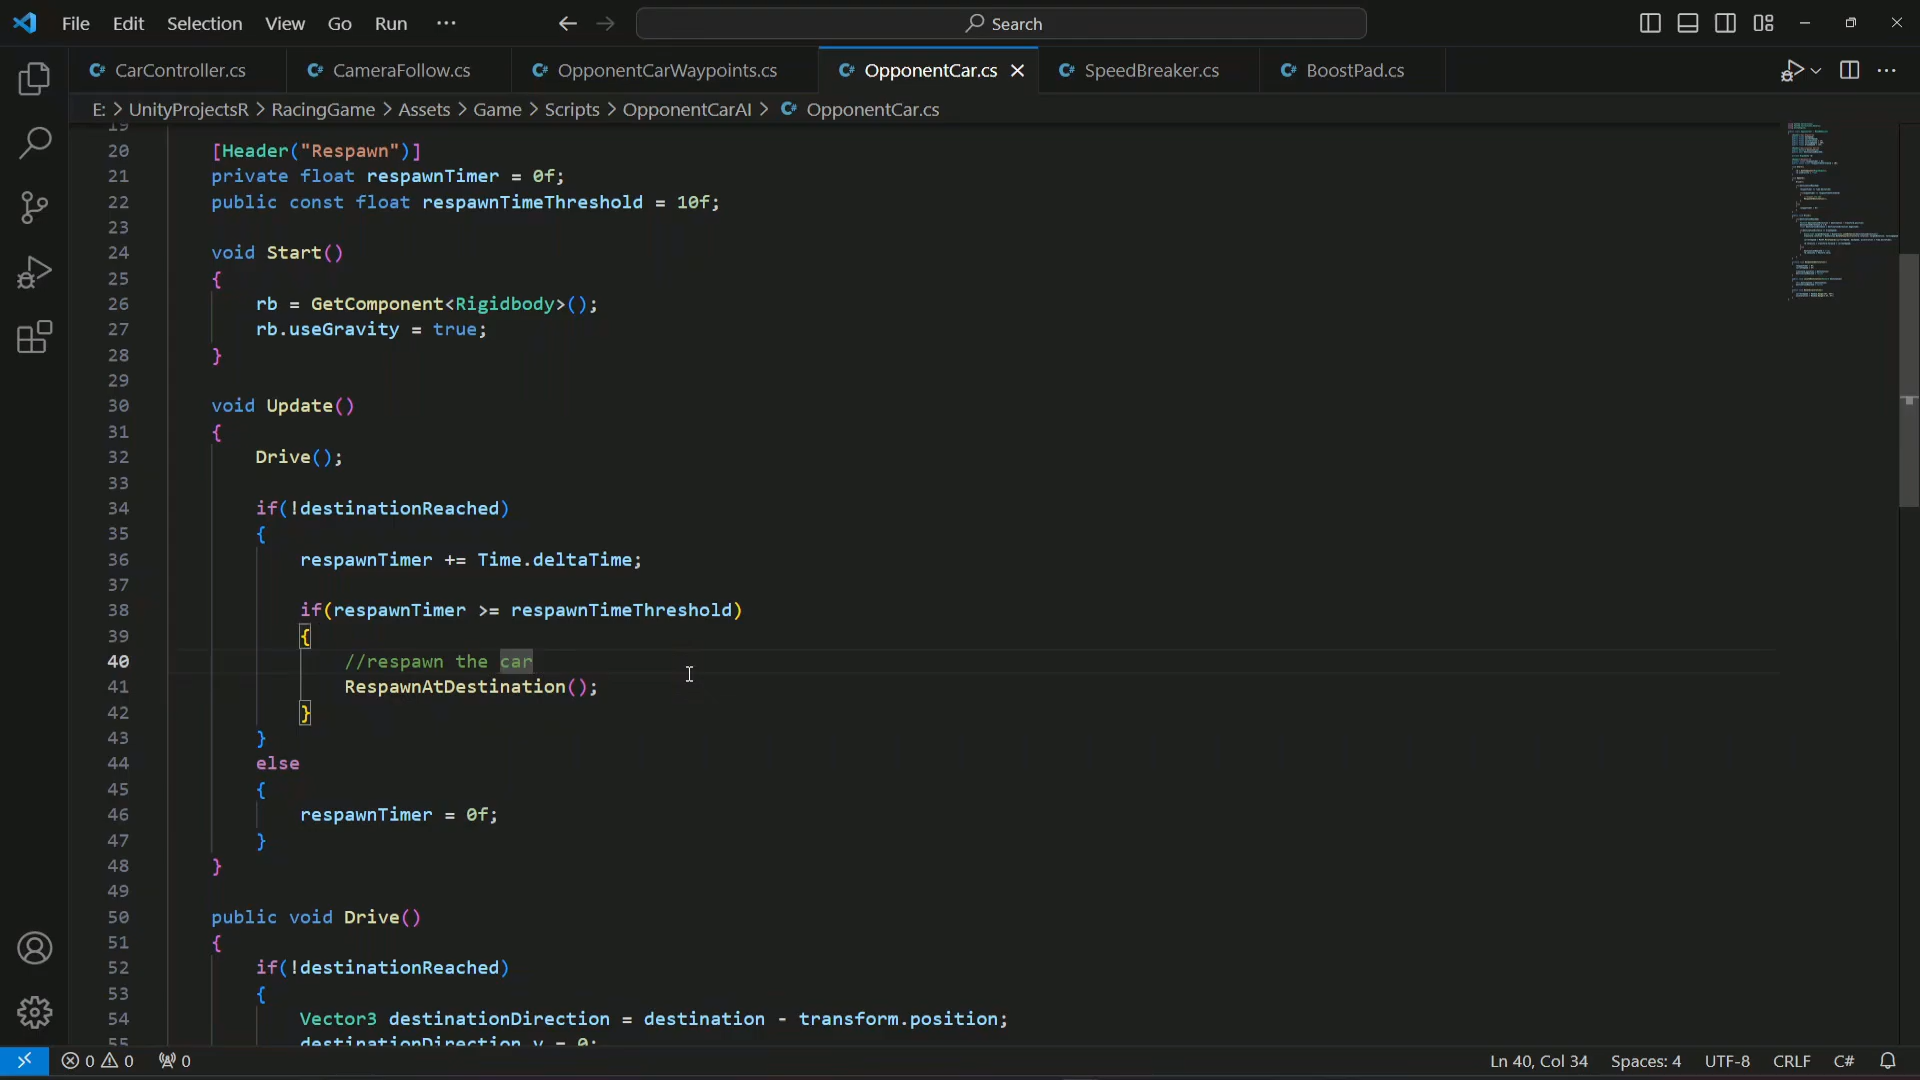 File Edit Selection View Go Run ··· Search
CarController.cs CameraFollow.cs OpponentCarWaypoints.cs OpponentCar.cs SpeedBreaker.cs BoostPad.cs
E: > UnityProjectsR > RacingGame > Assets > Game > Scripts > OpponentCarAI > OpponentCar.cs
19
20 [Header("Respawn")]
21 private float respawnTimer = 0f;
22 public const float respawnTimeThreshold = 10f;
23
24 void Start()
25 {
26 rb = GetComponent<Rigidbody>();
27 rb.useGravity = true;
28 }
29
30 void Update()
31 {
32 Drive();
33
34 if(!destinationReached)
35 {
36 respawnTimer += Time.deltaTime;
37
38 if(respawnTimer >= respawnTimeThreshold)
39 {
40 //respawn the car
41 RespawnAtDestination();
42 }
43 }
44 else
45 {
46 respawnTimer = 0f;
47 }
48 }
49
50 public void Drive()
51 {
52 if(!destinationReached)
53 {
54 Vector3 destinationDirection = destination - transform.position;
55 destinationDirection.y = 0;
0 0 0 Ln 40, Col 34 Spaces: 4 UTF-8 CRLF C#